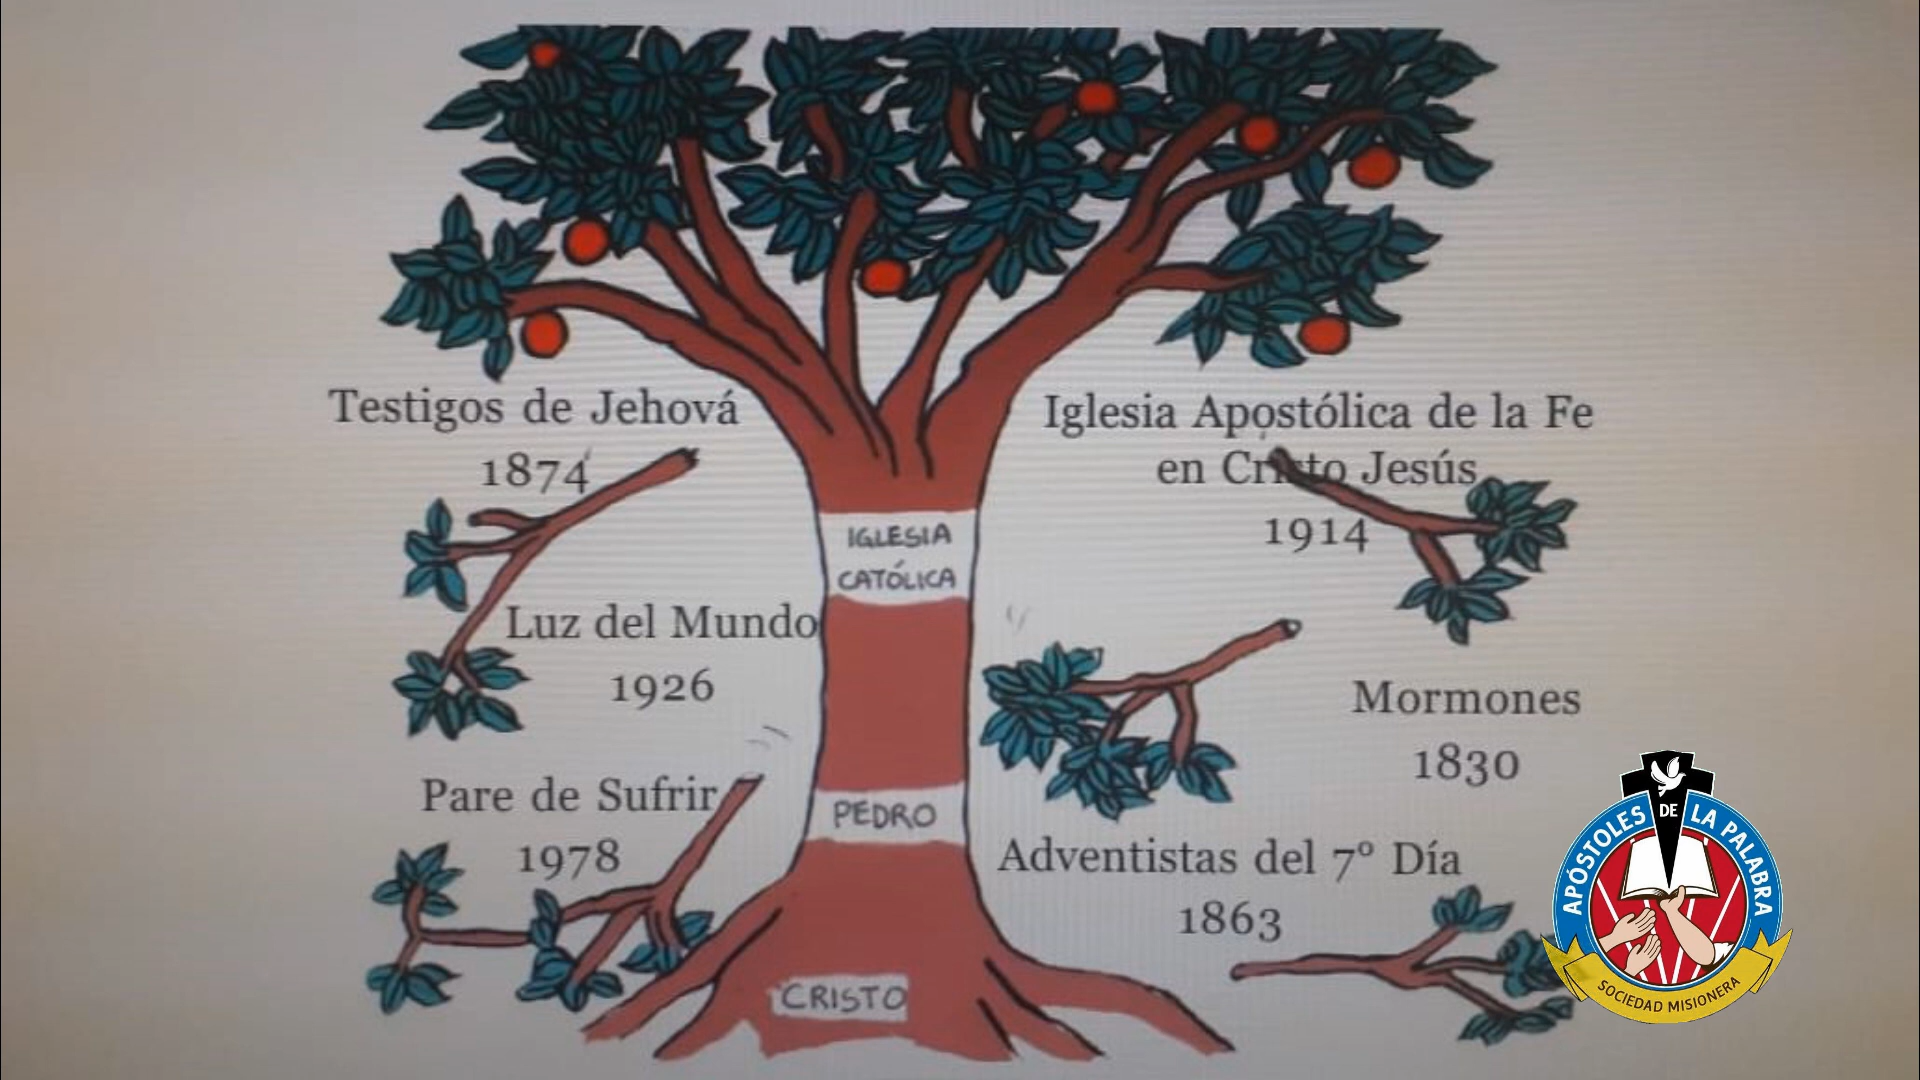 Testigos de Jehová
1874
Iglesia Apostólica de la Fe
en Cristo Jesús
1914
IGLESIA
CATÓLICA
Luz del Mundo
1926
Mormones
1830
Pare de Sufrir
1978
PEDRO
Adventistas del 7º Día
1863
CRISTO
APÓSTOLES DE LA PALABRA
SOCIEDAD MISIONERA